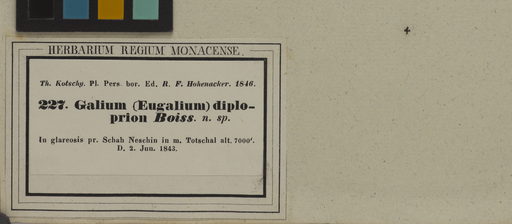 HERBARIUM REGIUM MONACENSE.
Th. Kotschy. Pl. Pers. bor. Ed. R. F. Hohenacker. 1846.
227. Galium (Eugalium) diplo-
prion Boiss. n. sp.
In glareosis pr. Schah Neschin in m. Totschal alt. 7000'.
D. 2. Jun. 1843.